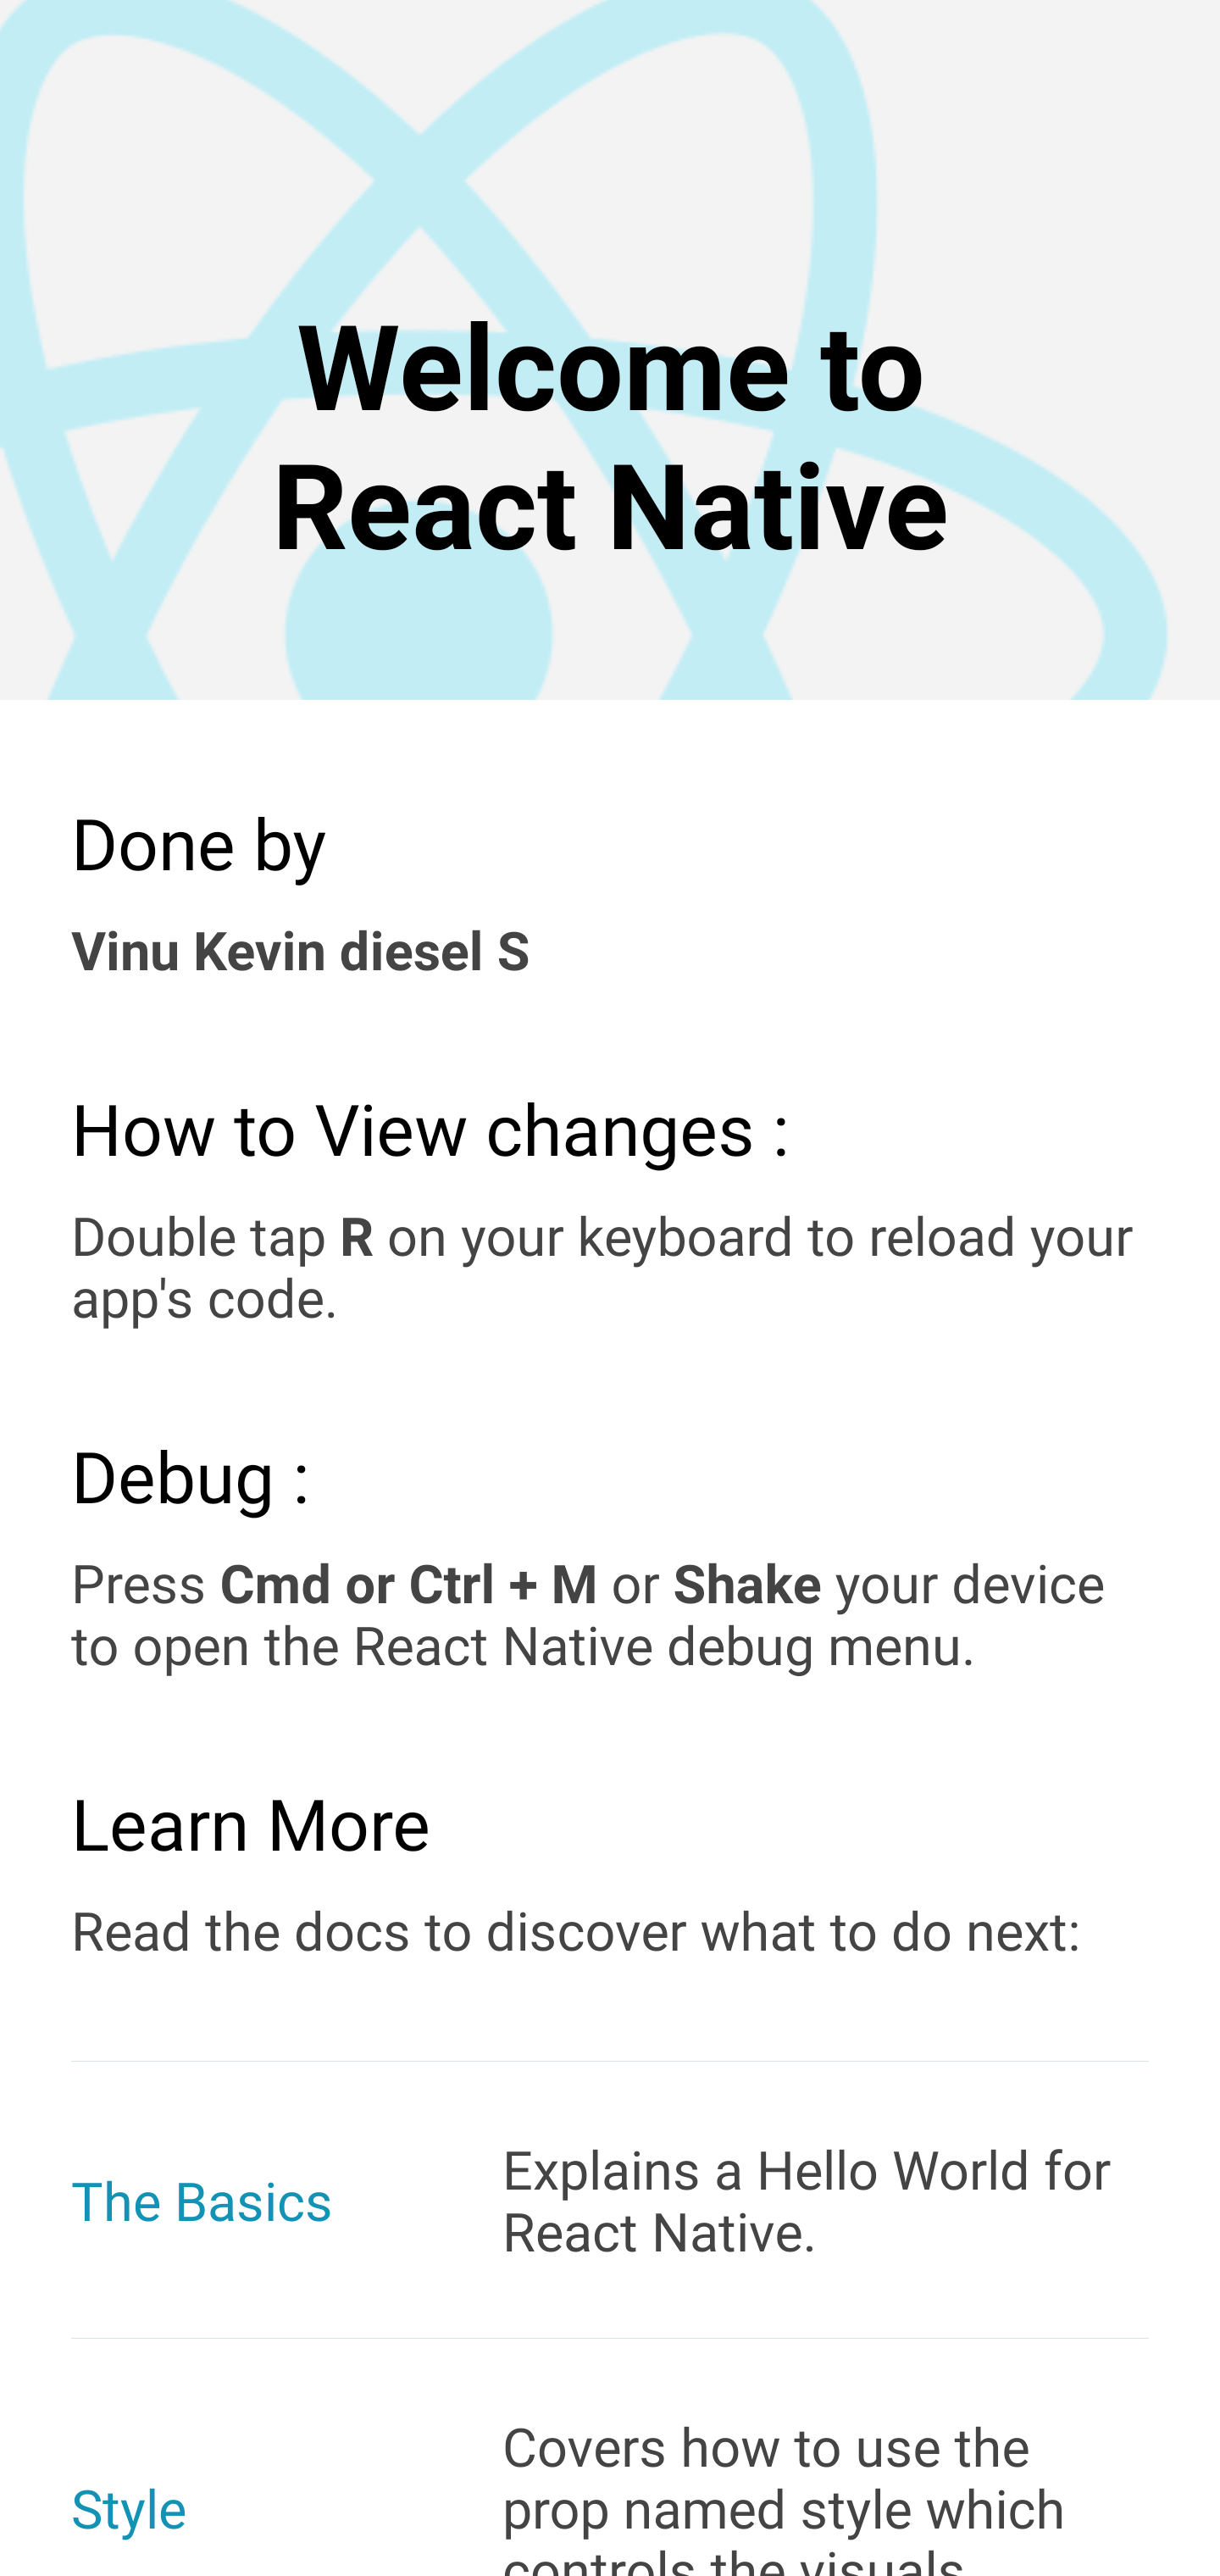 Welcome to
React Native
Done by
Vinu Kevin diesel S
How to View changes :
Double tap R on your keyboard to reload your
app's code.
Debug :
Press Cmd or Ctrl + M or Shake your device
to open the React Native debug menu.
Learn More
Read the docs to discover what to do next:
The Basics
Explains a Hello World for
React Native.
Style
Covers how to use the
prop named style which
controls the visuals